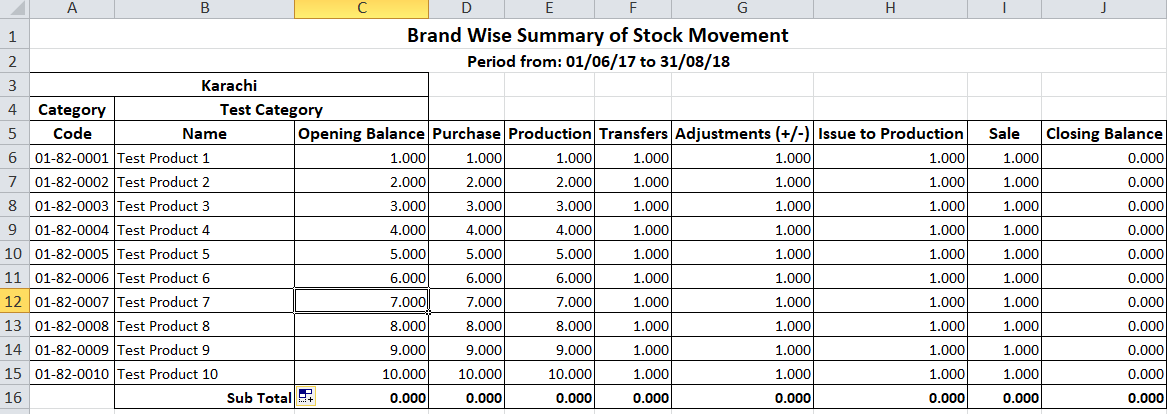 A B C D E F G H I J
1 Brand Wise Summary of Stock Movement
2 Period from: 01/06/17 to 31/08/18
3 Karachi
4 Category Test Category
5 Code Name Opening Balance Purchase Production Transfers Adjustments (+/-) Issue to Production Sale Closing Balance
6 01-82-0001 Test Product 1 1.000 1.000 1.000 1.000 1.000 1.000 1.000 0.000
7 01-82-0002 Test Product 2 2.000 2.000 2.000 1.000 1.000 1.000 1.000 0.000
8 01-82-0003 Test Product 3 3.000 3.000 3.000 1.000 1.000 1.000 1.000 0.000
9 01-82-0004 Test Product 4 4.000 4.000 4.000 1.000 1.000 1.000 1.000 0.000
10 01-82-0005 Test Product 5 5.000 5.000 5.000 1.000 1.000 1.000 1.000 0.000
11 01-82-0006 Test Product 6 6.000 6.000 6.000 1.000 1.000 1.000 1.000 0.000
12 01-82-0007 Test Product 7 7.000 7.000 7.000 1.000 1.000 1.000 1.000 0.000
13 01-82-0008 Test Product 8 8.000 8.000 8.000 1.000 1.000 1.000 1.000 0.000
14 01-82-0009 Test Product 9 9.000 9.000 9.000 1.000 1.000 1.000 1.000 0.000
15 01-82-0010 Test Product 10 10.000 10.000 10.000 1.000 1.000 1.000 1.000 0.000
16 Sub Total 0.000 0.000 0.000 0.000 0.000 0.000 0.000 0.000